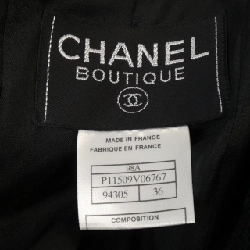 CHANEL
BOUTIQUE
MADE IN FRANCE
FABRIQUE EN FRANCE
98A
P11509V06767
94305 36
COMPOSITION